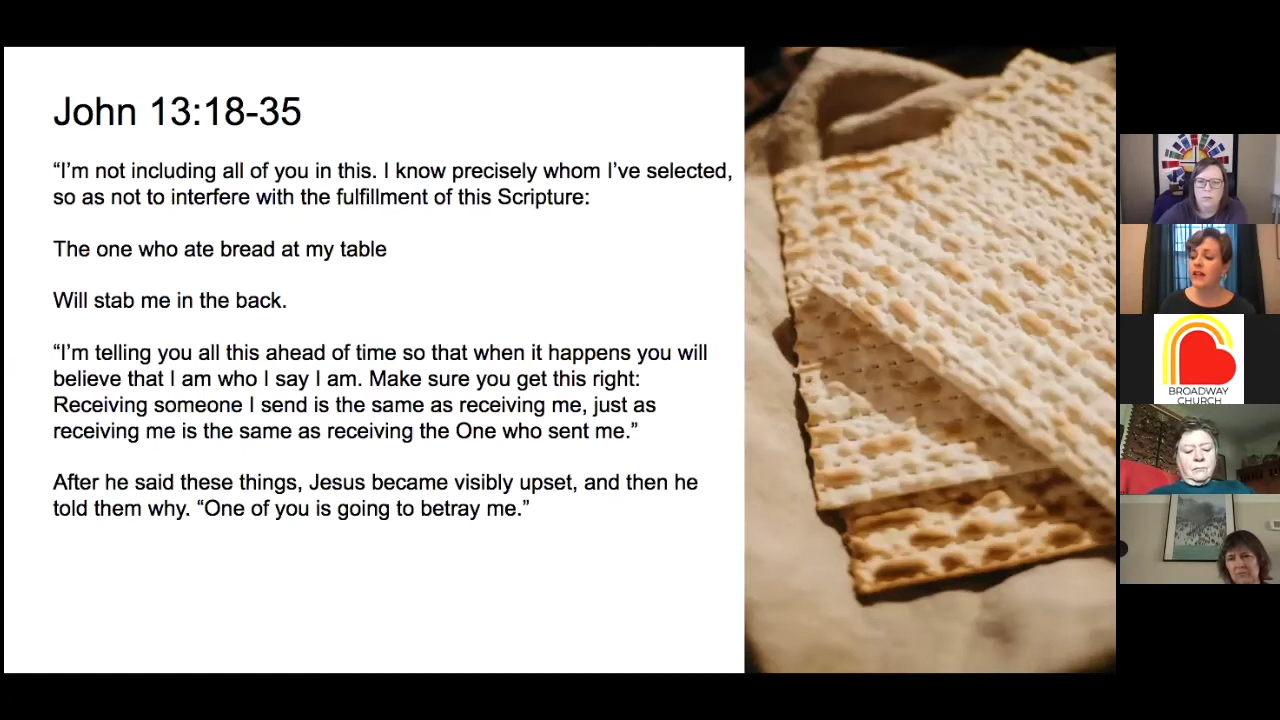 John 13:18-35
“I’m not including all of you in this. I know precisely whom I’ve selected,
so as not to interfere with the fulfillment of this Scripture:
The one who ate bread at my table
Will stab me in the back.
“I’m telling you all this ahead of time so that when it happens you will
believe that I am who I say I am. Make sure you get this right:
Receiving someone I send is the same as receiving me, just as
receiving me is the same as receiving the One who sent me.”
After he said these things, Jesus became visibly upset, and then he
told them why. “One of you is going to betray me.”
BROADWAY
CHURCH